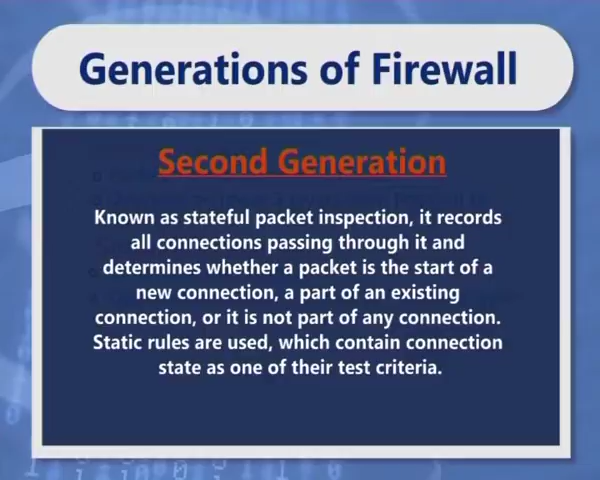 Generations of Firewall
Second Generation
Known as stateful packet inspection, it records
all connections passing through it and
determines whether a packet is the start of a
new connection, a part of an existing
connection, or it is not part of any connection.
Static rules are used, which contain connection
state as one of their test criteria.